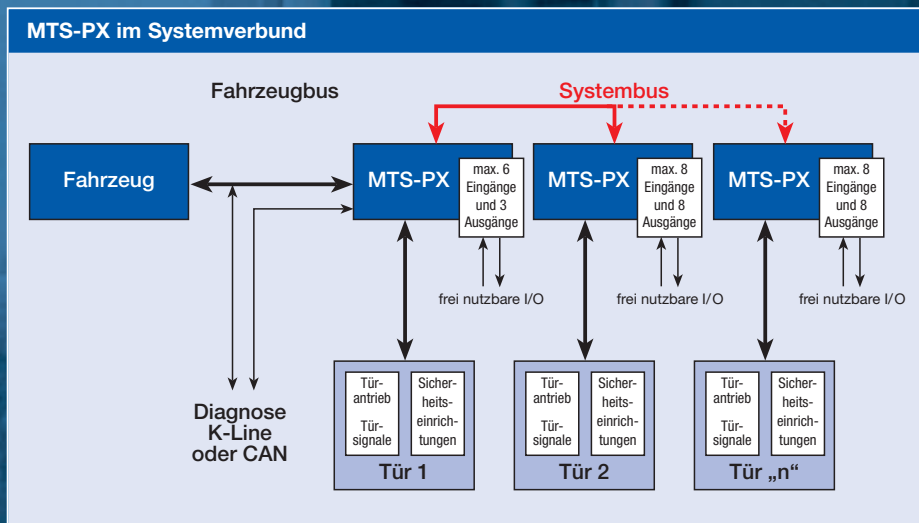 MTS-PX im Systemverbund
Fahrzeugbus
Systembus
Fahrzeug
MTS-PX
max. 6
Eingänge
und 3
Ausgänge
MTS-PX
max. 8
Eingänge
und 8
Ausgänge
MTS-PX
max. 8
Eingänge
und 8
Ausgänge
frei nutzbare I/O
frei nutzbare I/O
frei nutzbare I/O
Diagnose
K-Line
oder CAN
Tür-
antrieb
Tür-
signale
Sicher-
heits-
einrich-
tungen
Tür 1
Tür-
antrieb
Tür-
signale
Sicher-
heits-
einrich-
tungen
Tür 2
Tür-
antrieb
Tür-
signale
Sicher-
heits-
einrich-
tungen
Tür „n“